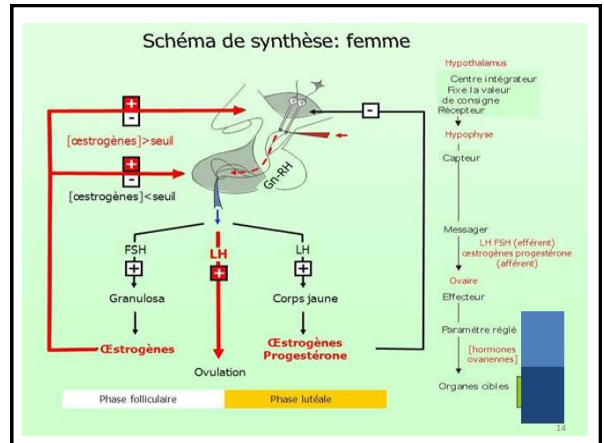 Schéma de synthèse: femme
+
-
[œstrogènes]>seuil
+
-
[œstrogènes]<seuil
-
Gn-RH
FSH
LH
LH
+
+
+
Granulosa
Corps jaune
Œstrogènes
Œstrogènes
Progestérone
Ovulation
Phase folliculaire
Phase lutéale
Hypothalamus
Centre intégrateur
Fixe la valeur
de consigne
Récepteur
Hypophyse
Capteur
Messager
LH FSH (efférent)
œstrogènes progestérone
(afférent)
Ovaire
Effecteur
Paramètre réglé
[hormones
ovariennes]
Organes cibles
14